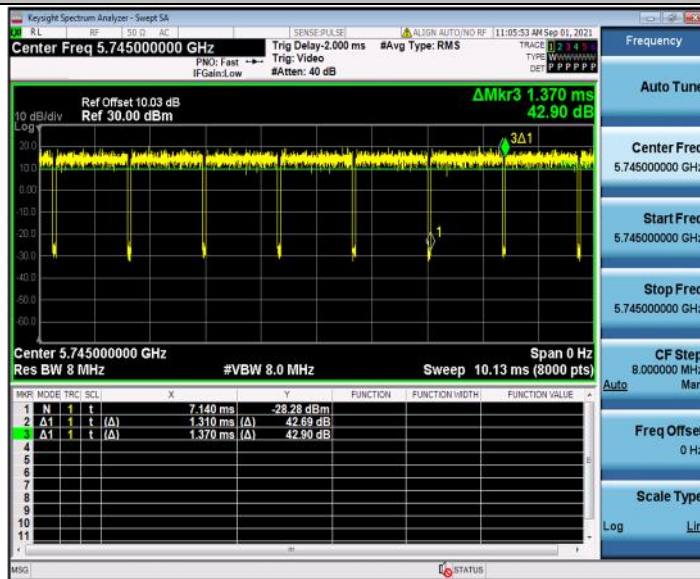 Keysight Spectrum Analyzer - Swept SA
RL RF 50 Ω AC SENSE:PULSE ALIGN AUTO/NO RF 11:05:53 AM Sep 01, 2021
Center Freq 5.745000000 GHz
PNO: Fast
IFGain:Low
Trig Delay-2.000 ms
Trig: Video
#Atten: 40 dB
#Avg Type: RMS
TRACE 1 2 3 4 5 6
TYPE
DET P P P P P P
ΔMkr3 1.370 ms
42.90 dB
Ref Offset 10.03 dB
10 dB/div Ref 30.00 dBm
Log
20.0
10.0
0.00
-10.0
-20.0
-30.0
-40.0
-50.0
-60.0
3Δ1
1
Center 5.745000000 GHz Span 0 Hz
Res BW 8 MHz #VBW 8.0 MHz Sweep 10.13 ms (8000 pts)
MKR MODE TRC SCL X Y FUNCTION FUNCTION WIDTH FUNCTION VALUE
1 N 1 t 7.140 ms -28.28 dBm
2 Δ1 1 t (Δ) 1.310 ms (Δ) 42.69 dB
3 Δ1 1 t (Δ) 1.370 ms (Δ) 42.90 dB
4
5
6
7
8
9
10
11
MSG STATUS
Frequency
Auto Tune
Center Freq
5.745000000 GHz
Start Freq
5.745000000 GHz
Stop Freq
5.745000000 GHz
CF Step
8.000000 MHz
Auto Man
Freq Offset
0 Hz
Scale Type
Log Lin